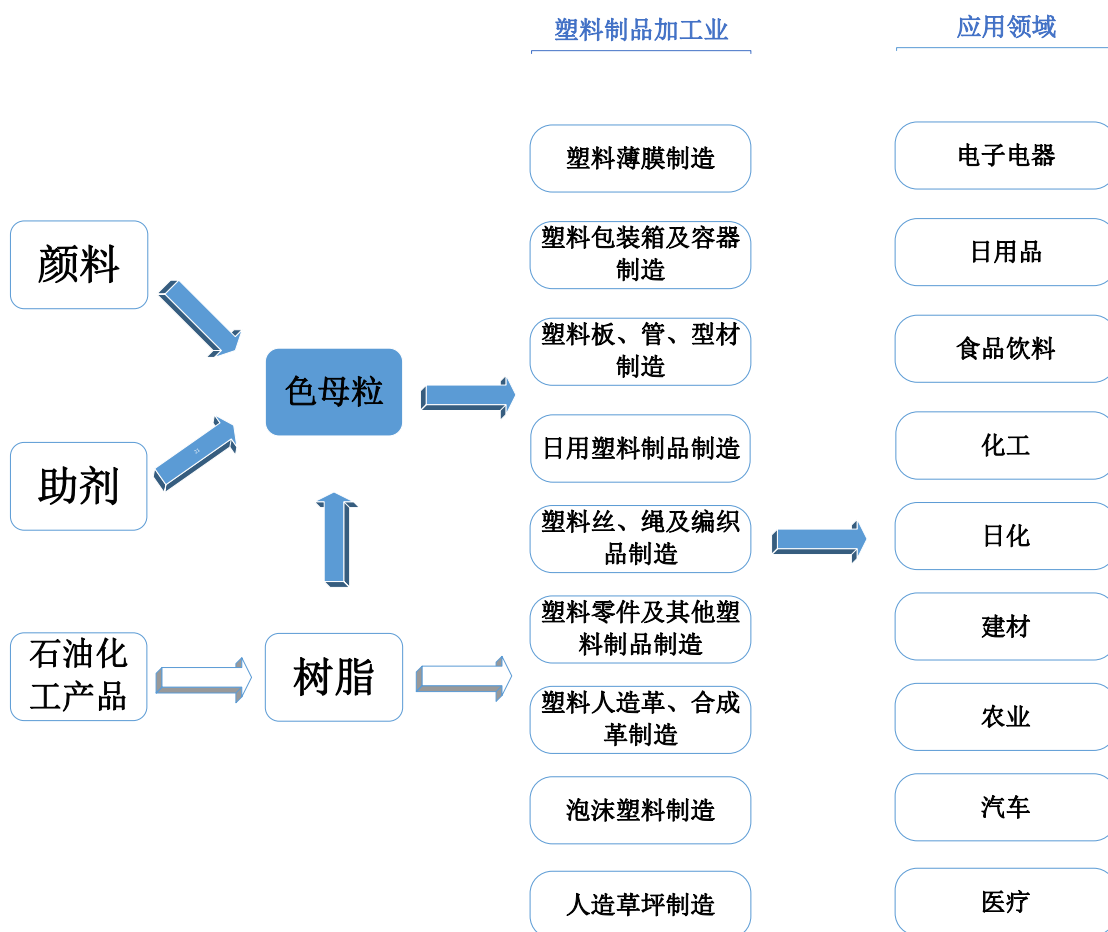 塑料制品加工业
应用领域
颜料
助剂
石油化
工产品
色母粒
树脂
塑料薄膜制造
塑料包装箱及容器
制造
塑料板、管、型材
制造
日用塑料制品制造
塑料丝、绳及编织
品制造
塑料零件及其他塑
料制品制造
塑料人造革、合成
革制造
泡沫塑料制造
人造草坪制造
电子电器
日用品
食品饮料
化工
日化
建材
农业
汽车
医疗